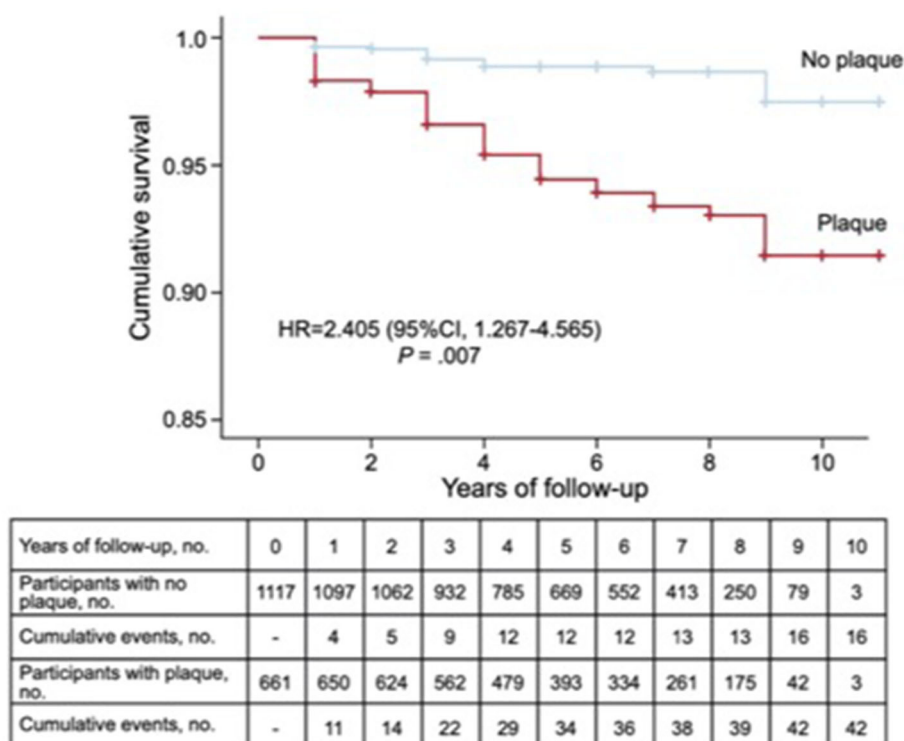 1.0
No plaque
0.95
Plaque
0.90
HR=2.405 (95%CI, 1.267-4.565)
P = .007
0.85
Cumulative survival
0 2 4 6 8 10
Years of follow-up
Years of follow-up, no. 0 1 2 3 4 5 6 7 8 9 10
Participants with no
plaque, no. 1117 1097 1062 932 785 669 552 413 250 79 3
Cumulative events, no. - 4 5 9 12 12 12 13 13 16 16
Participants with plaque,
no. 661 650 624 562 479 393 334 261 175 42 3
Cumulative events, no. - 11 14 22 29 34 36 38 39 42 42